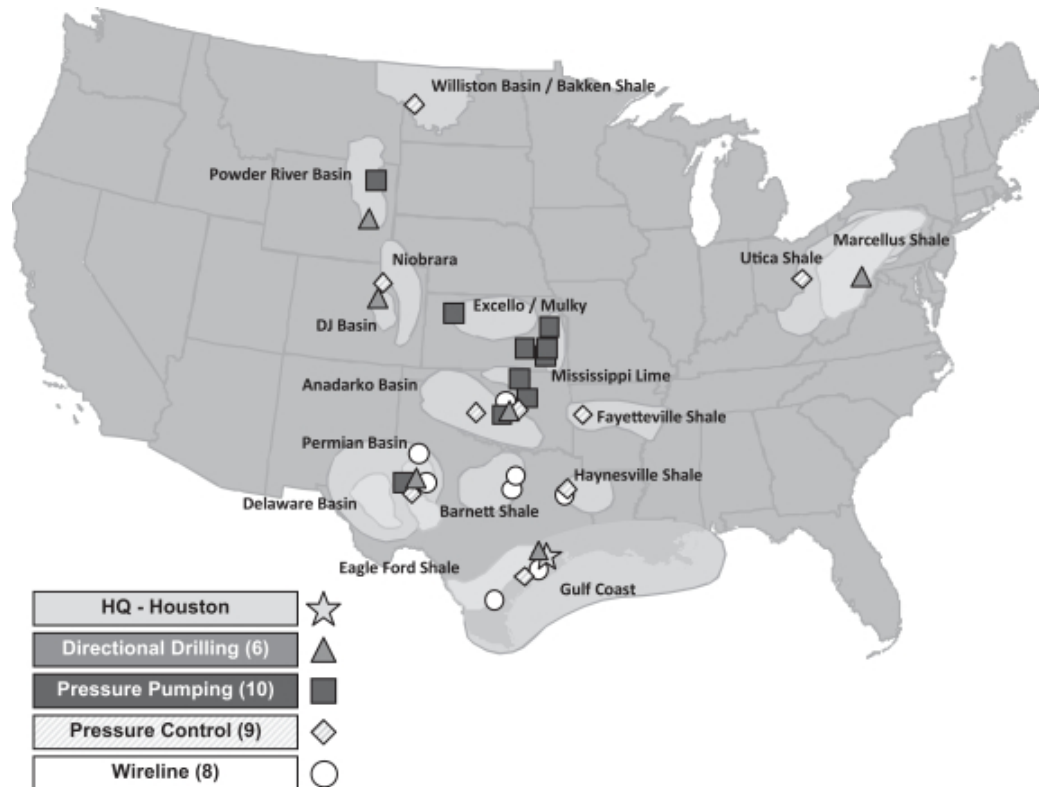 Williston Basin / Bakken Shale
Powder River Basin
Marcellus Shale
Utica Shale
Niobrara
Excello / Mulky
DJ Basin
Mississippi Lime
Anadarko Basin
Fayetteville Shale
Permian Basin
Haynesville Shale
Delaware Basin
Barnett Shale
Eagle Ford Shale
Gulf Coast
HQ - Houston
Directional Drilling (6)
Pressure Pumping (10)
Pressure Control (9)
Wireline (8)